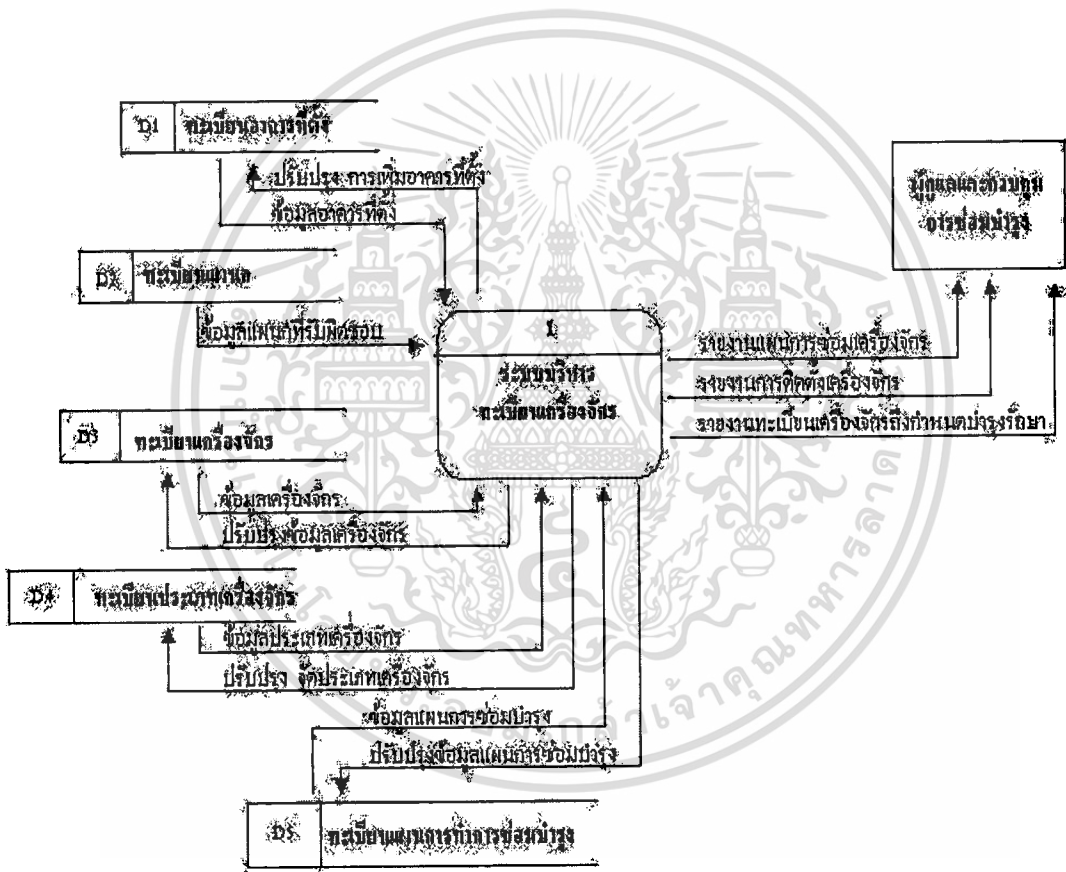 D1 ทะเบียนอาคารที่ตั้ง
ปรับปรุง การเพิ่มอาคารที่ตั้ง
ข้อมูลอาคารที่ตั้ง
D2 ทะเบียนแผนก
ข้อมูลแผนกที่รับผิดชอบ
ผู้ดูแลและควบคุม
การซ่อมบำรุง
1
ระบบบริหาร
ทะเบียนเครื่องจักร
รายงานแผนการซ่อมเครื่องจักร
รายงานการติดตั้งเครื่องจักร
รายงานทะเบียนเครื่องจักรถึงกำหนดบำรุงรักษา
D3 ทะเบียนเครื่องจักร
ข้อมูลเครื่องจักร
ปรับปรุงข้อมูลเครื่องจักร
D4 ทะเบียนประเภทเครื่องจักร
ข้อมูลประเภทเครื่องจักร
ปรับปรุง จัดประเภทเครื่องจักร
ข้อมูลแผนการซ่อมบำรุง
ปรับปรุงข้อมูลแผนการซ่อมบำรุง
D5 ทะเบียนแผนการทำการซ่อมบำรุง